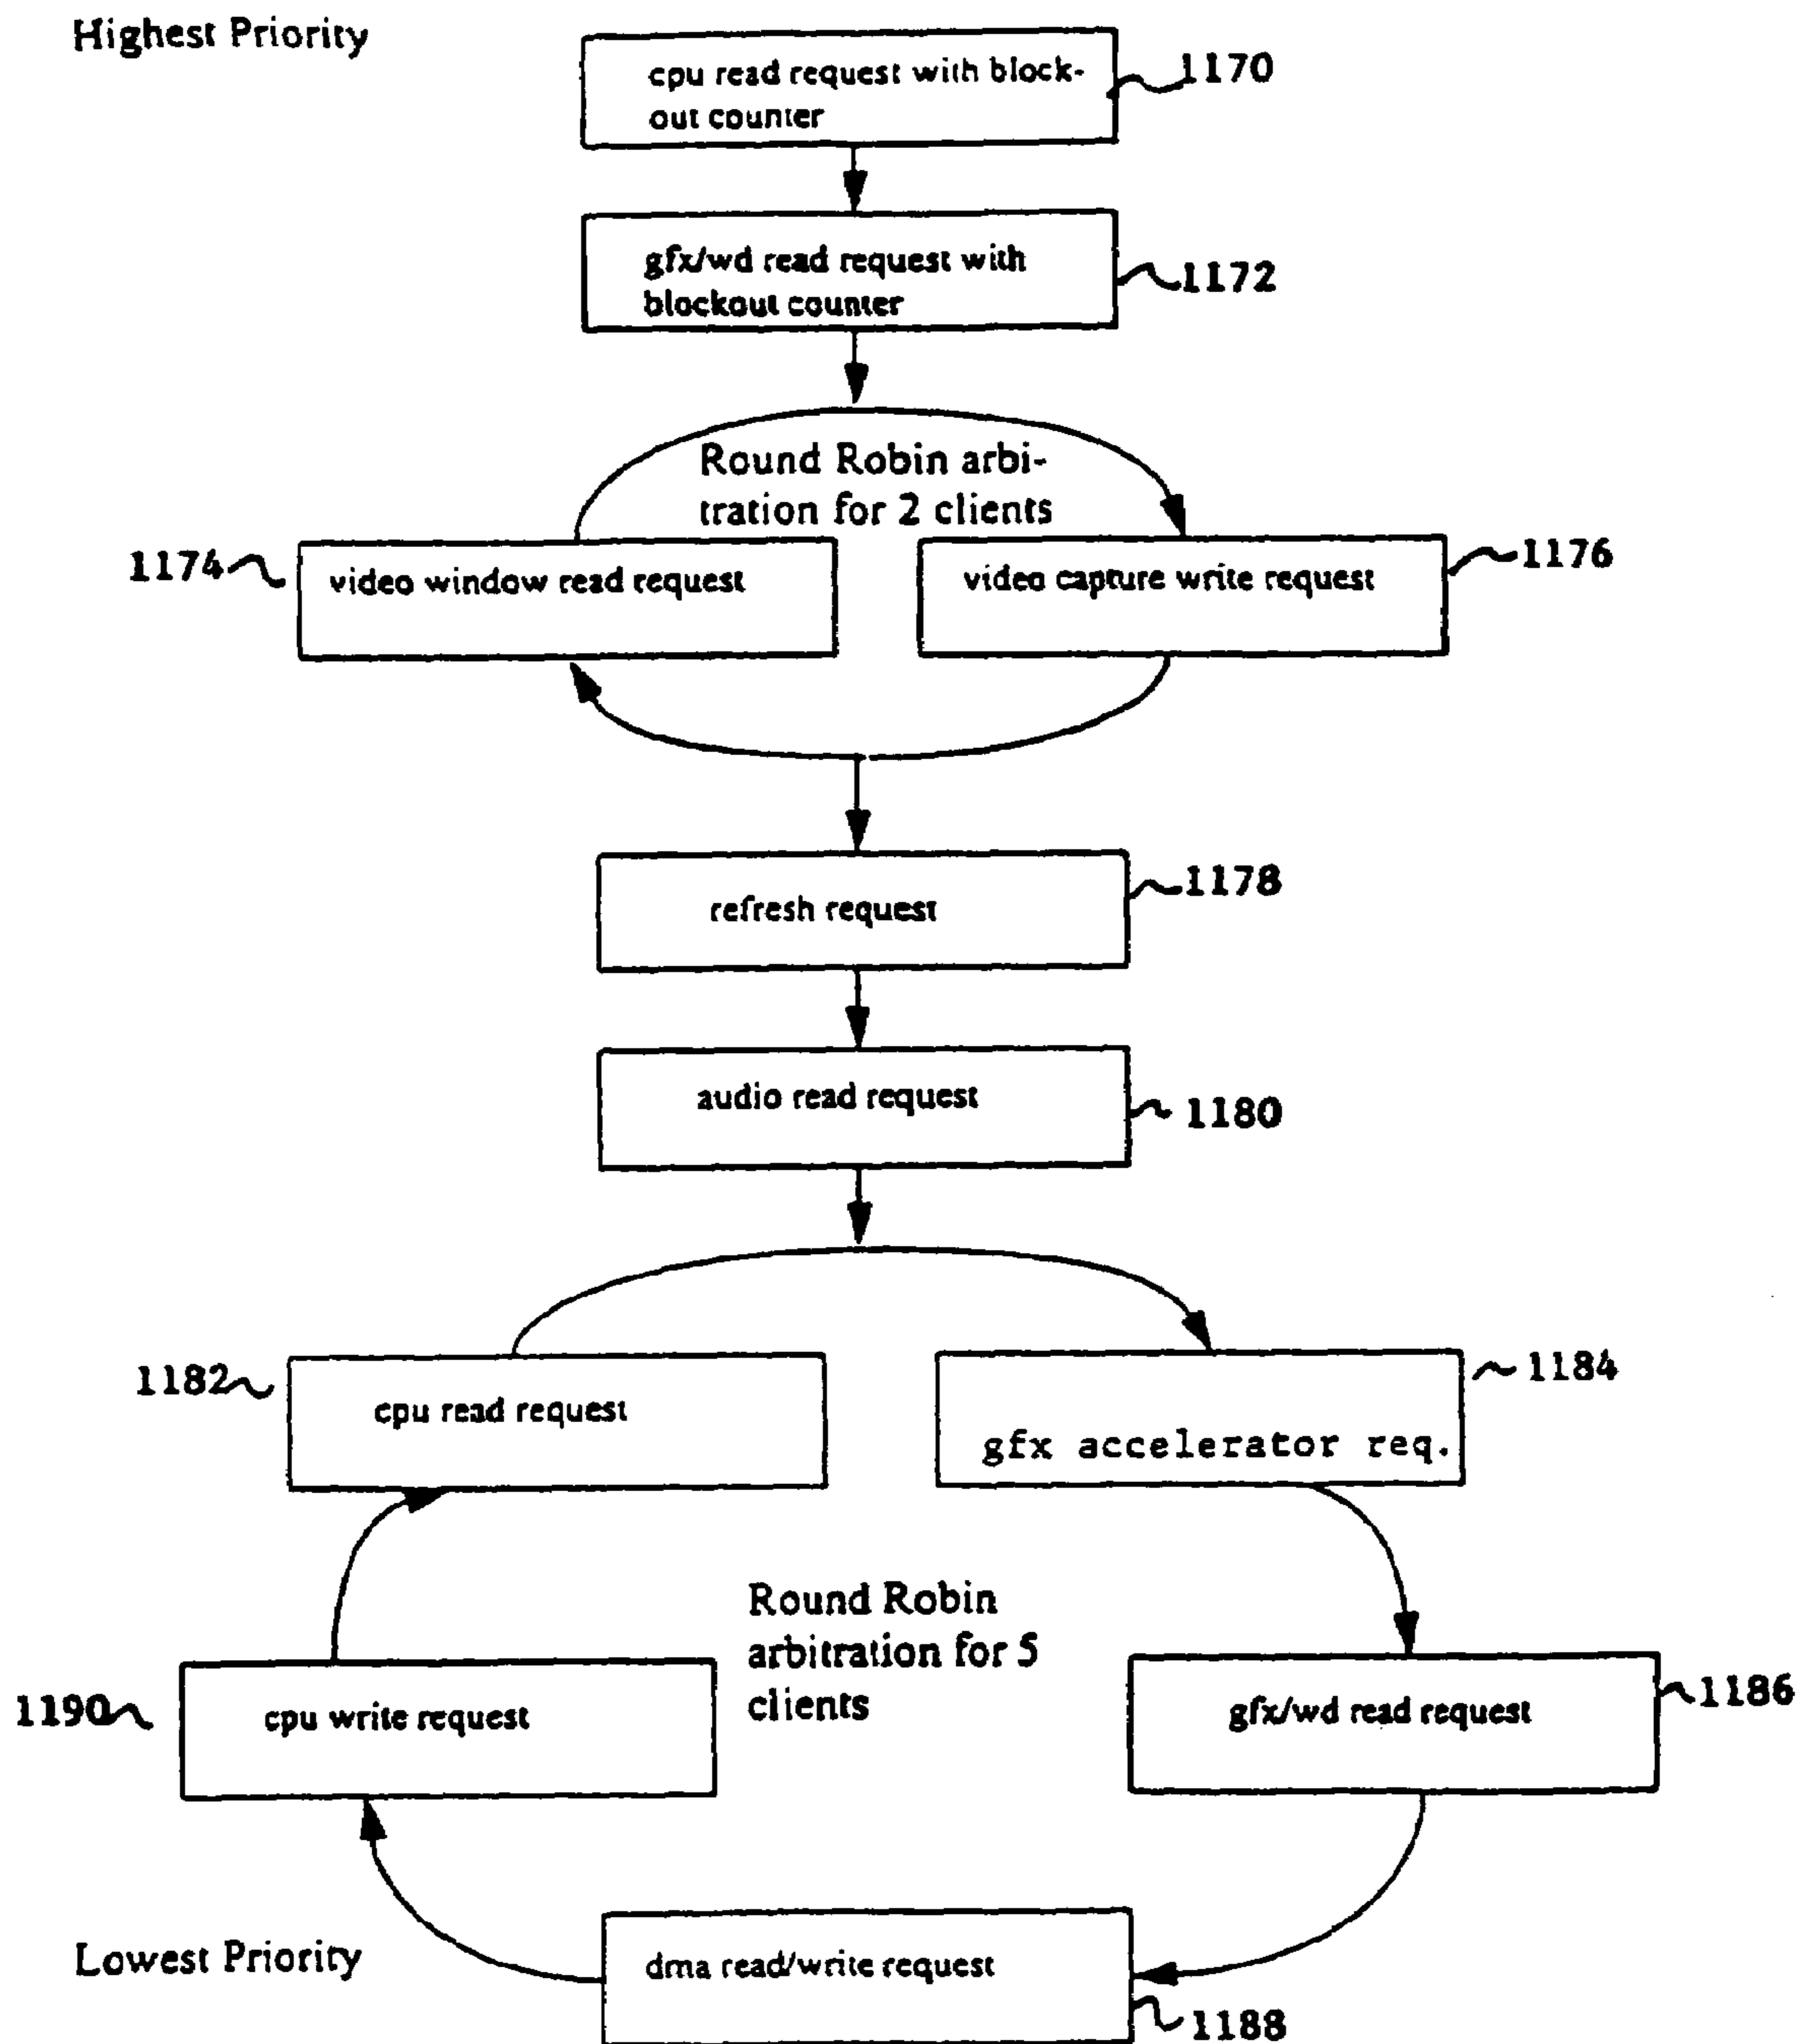 Highest Priority
cpu read request with block-
out counter
1170
gfx/wd read request with
blockout counter
1172
Round Robin arbi-
tration for 2 clients
1174
video window read request
video capture write request
1176
refresh request
1178
audio read request
1180
1182
cpu read request
gfx accelerator req.
1184
Round Robin
arbitration for 5
clients
1190
cpu write request
gfx/wd read request
1186
Lowest Priority
dma read/write request
1188